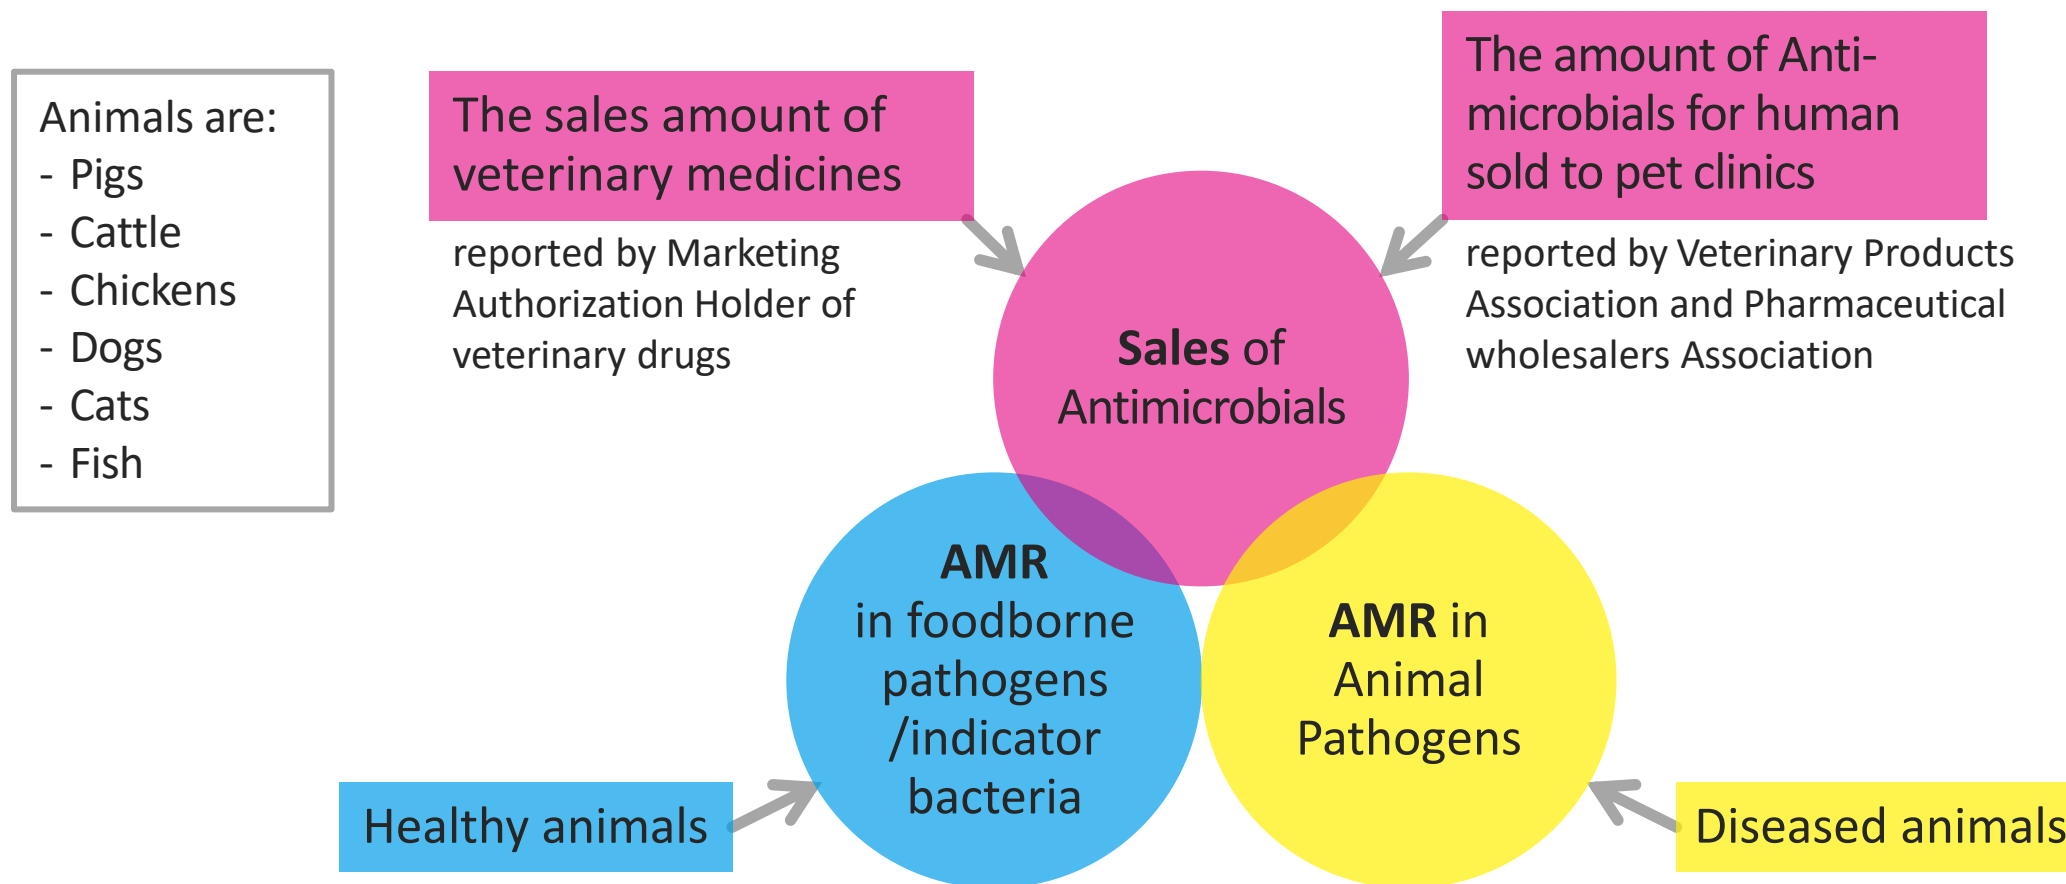 Animals are:
- Pigs
- Cattle
- Chickens
- Dogs
- Cats
- Fish
The sales amount of
veterinary medicines
reported by Marketing
Authorization Holder of
veterinary drugs
The amount of Anti-
microbials for human
sold to pet clinics
reported by Veterinary Products
Association and Pharmaceutical
wholesalers Association
Sales of
Antimicrobials
AMR
in foodborne
pathogens
/indicator
bacteria
AMR in
Animal
Pathogens
Healthy animals
Diseased animals